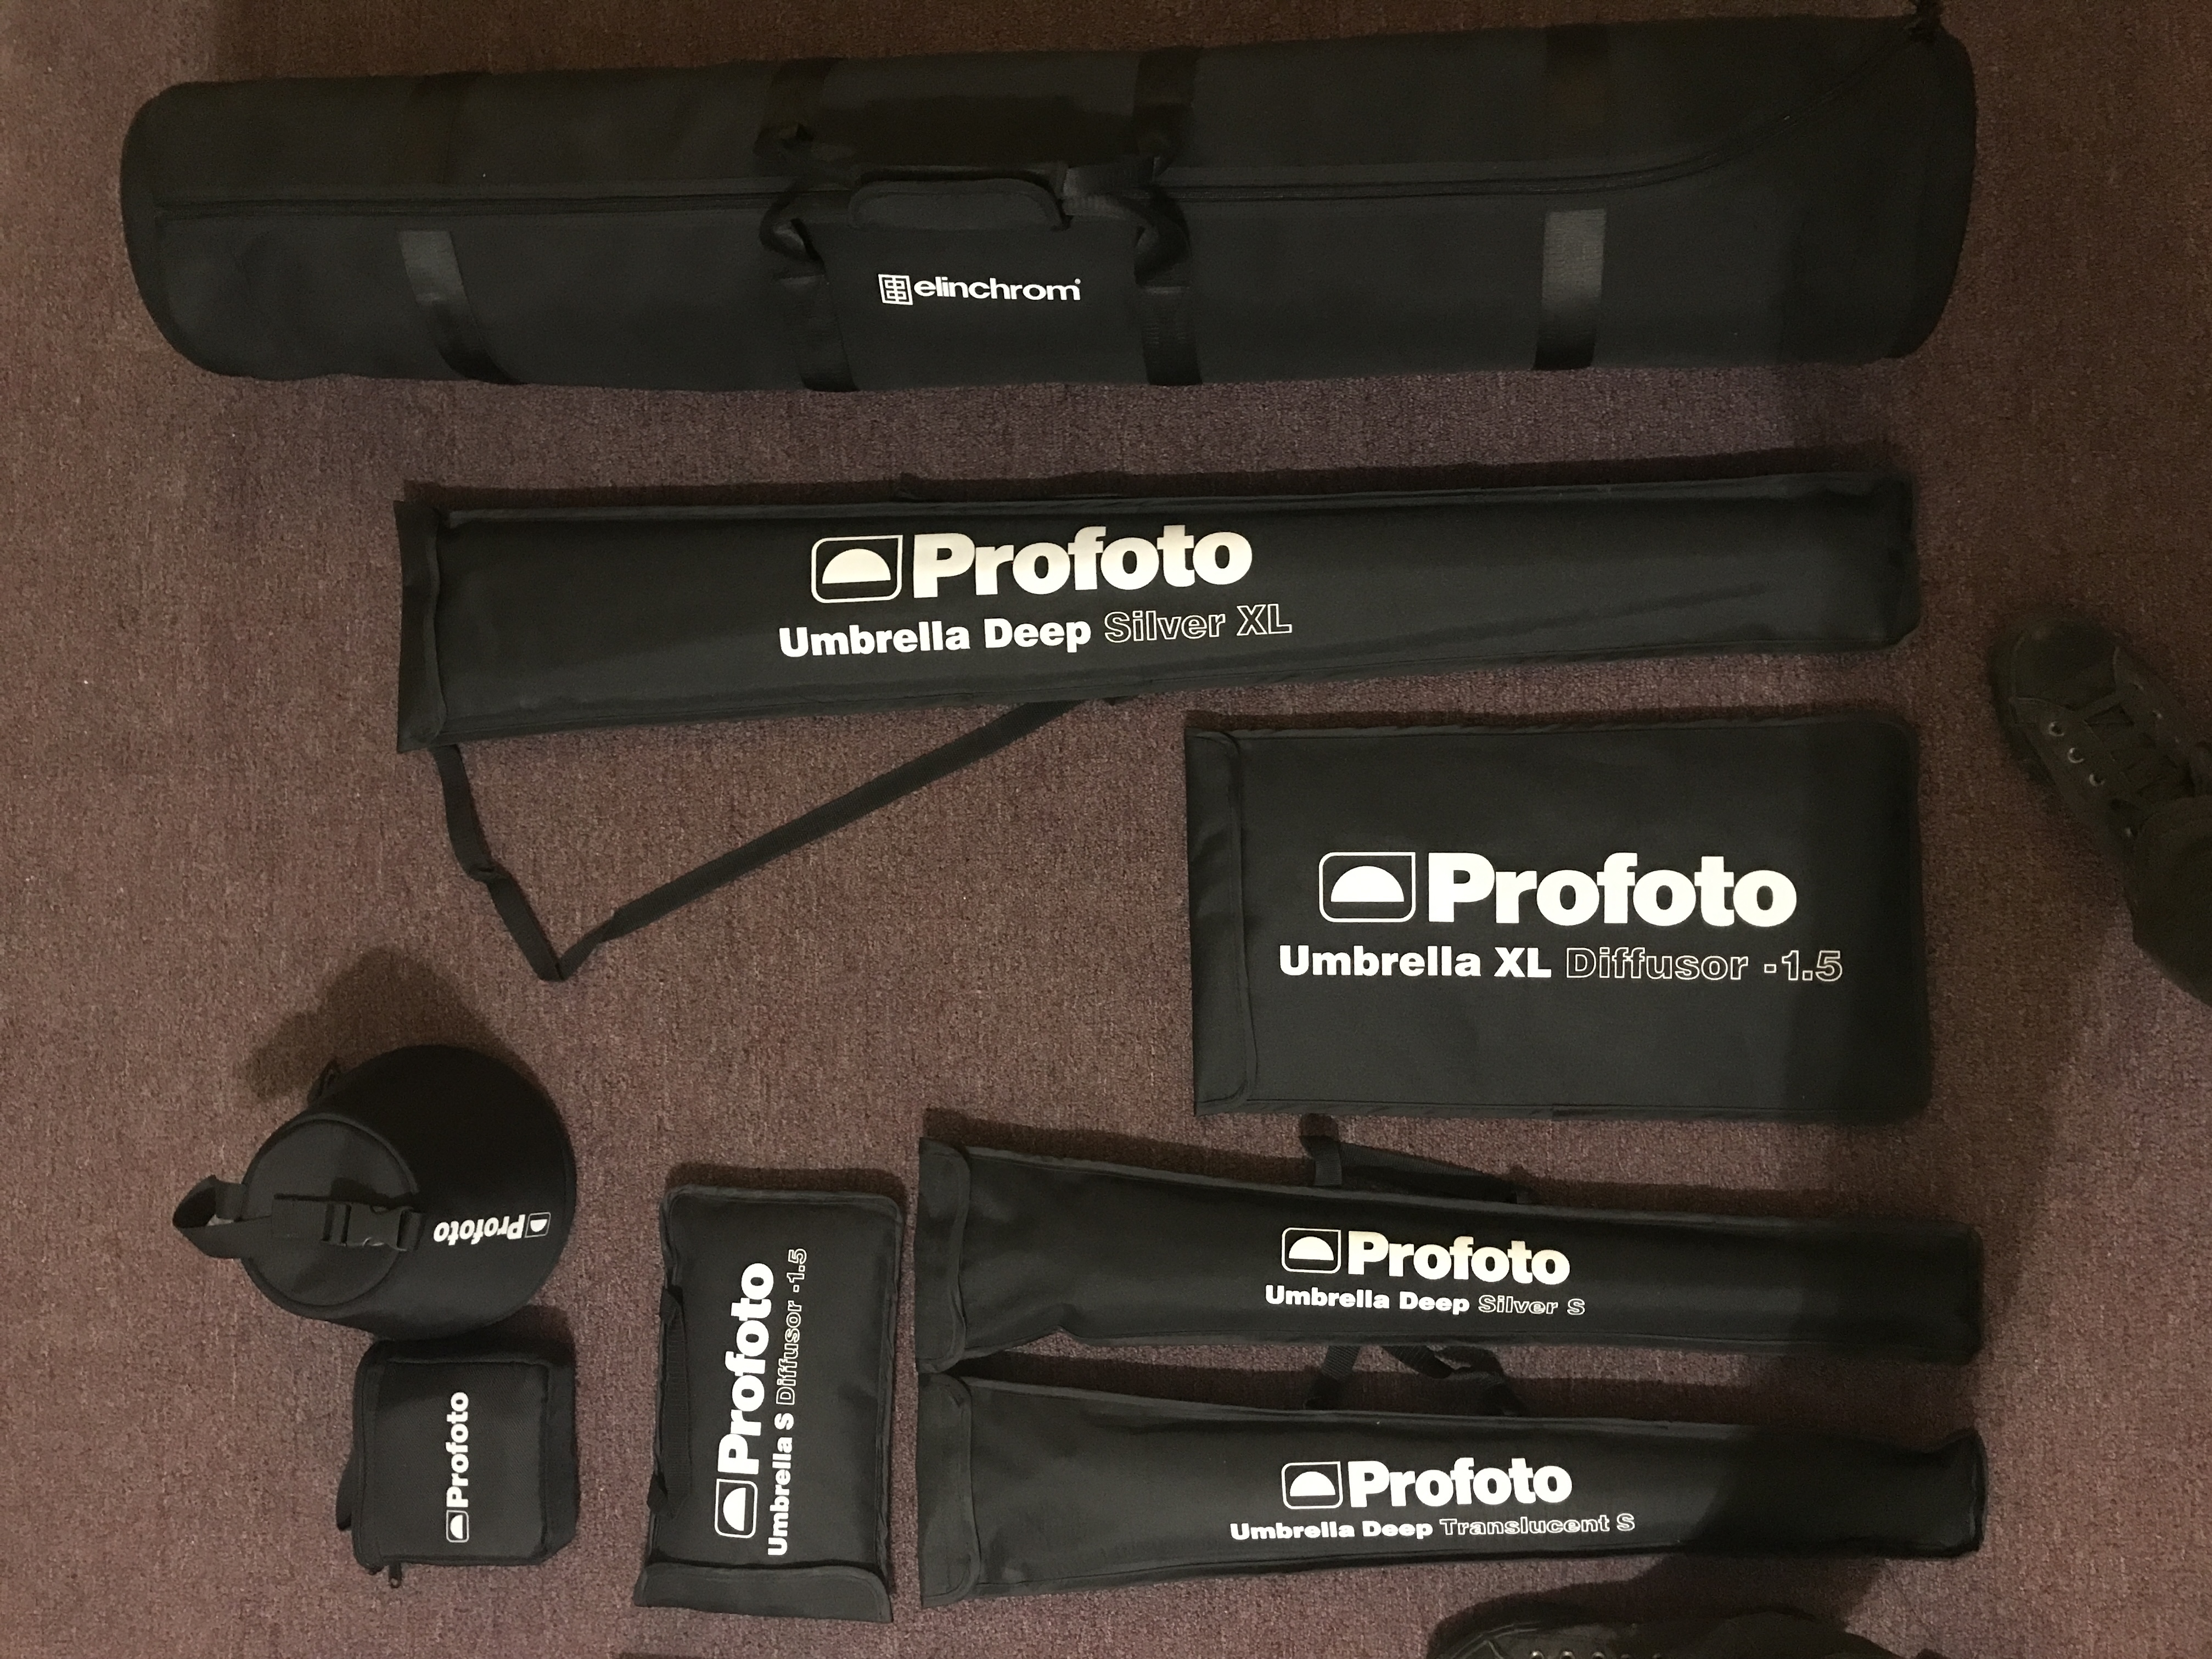 elinchrom
Profoto
Umbrella Deep Silver XL
Profoto
Umbrella XL Diffusor -1.5
Profoto
Profoto
Profoto
Umbrella S Diffusor -1.5
Profoto
Umbrella Deep Silver S
Profoto
Umbrella Deep Translucent S